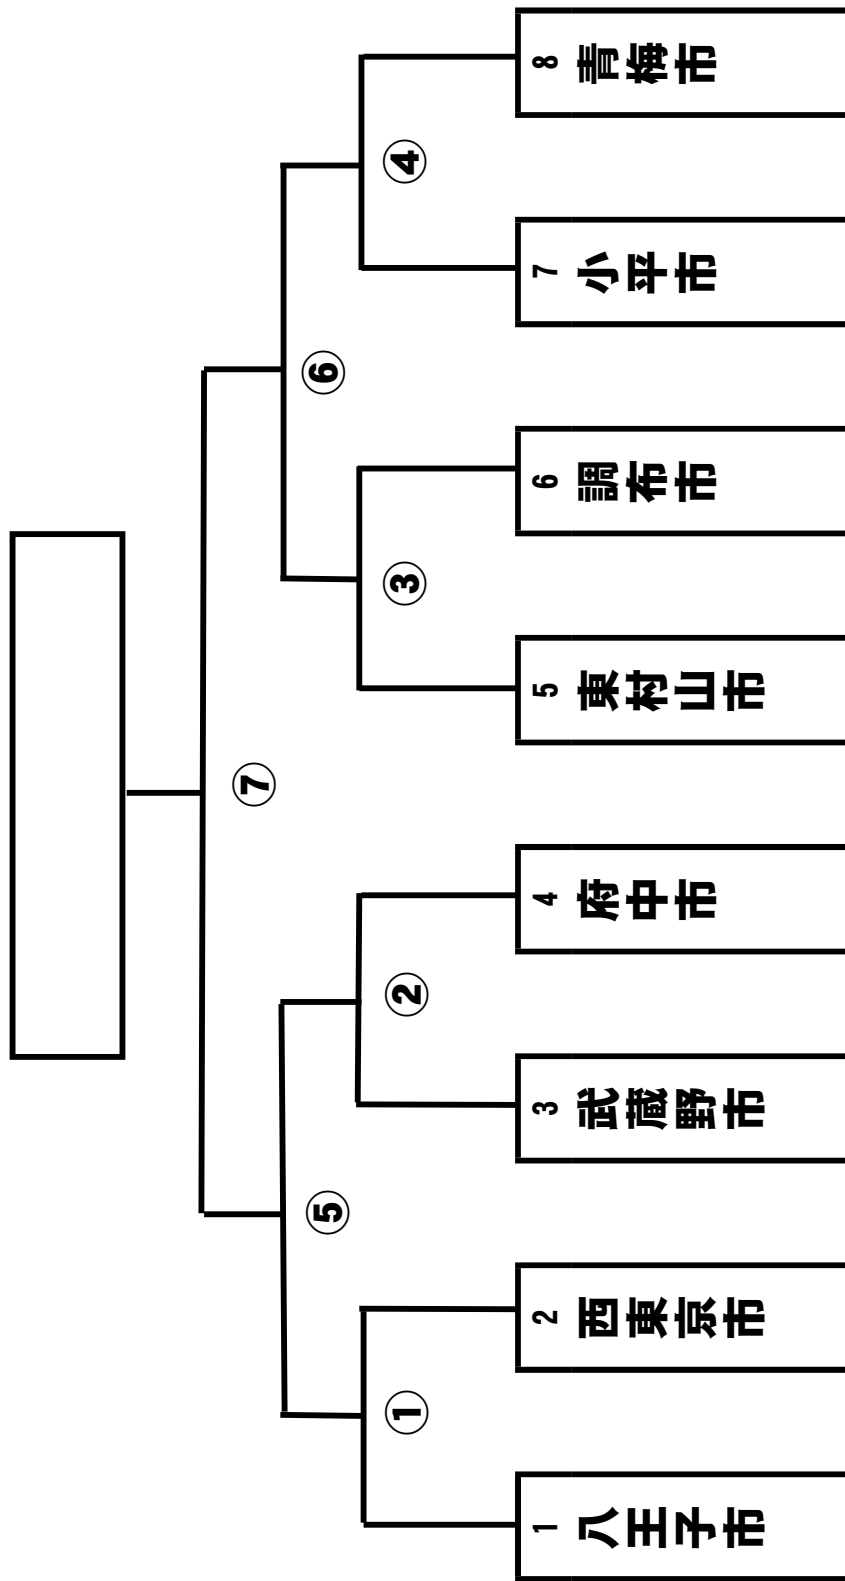 ⑦
⑤
⑥
①
②
③
④
1 八王子市
2 西東京市
3 武蔵野市
4 府中市
5 東村山市
6 調布市
7 小平市
8 青梅市